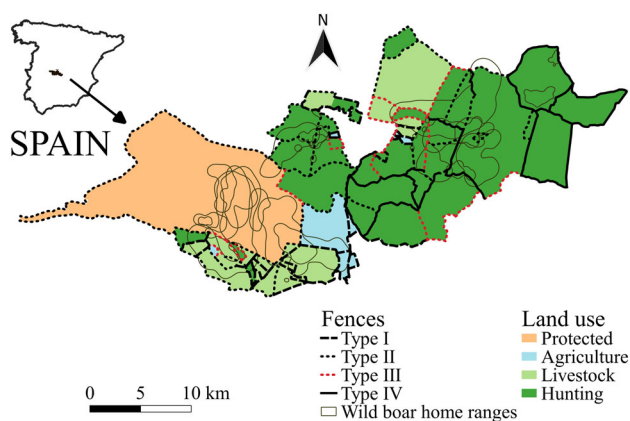 N
SPAIN
Fences
Type I
Type II
Type III
Type IV
Wild boar home ranges
Land use
Protected
Agriculture
Livestock
Hunting
0 5 10 km